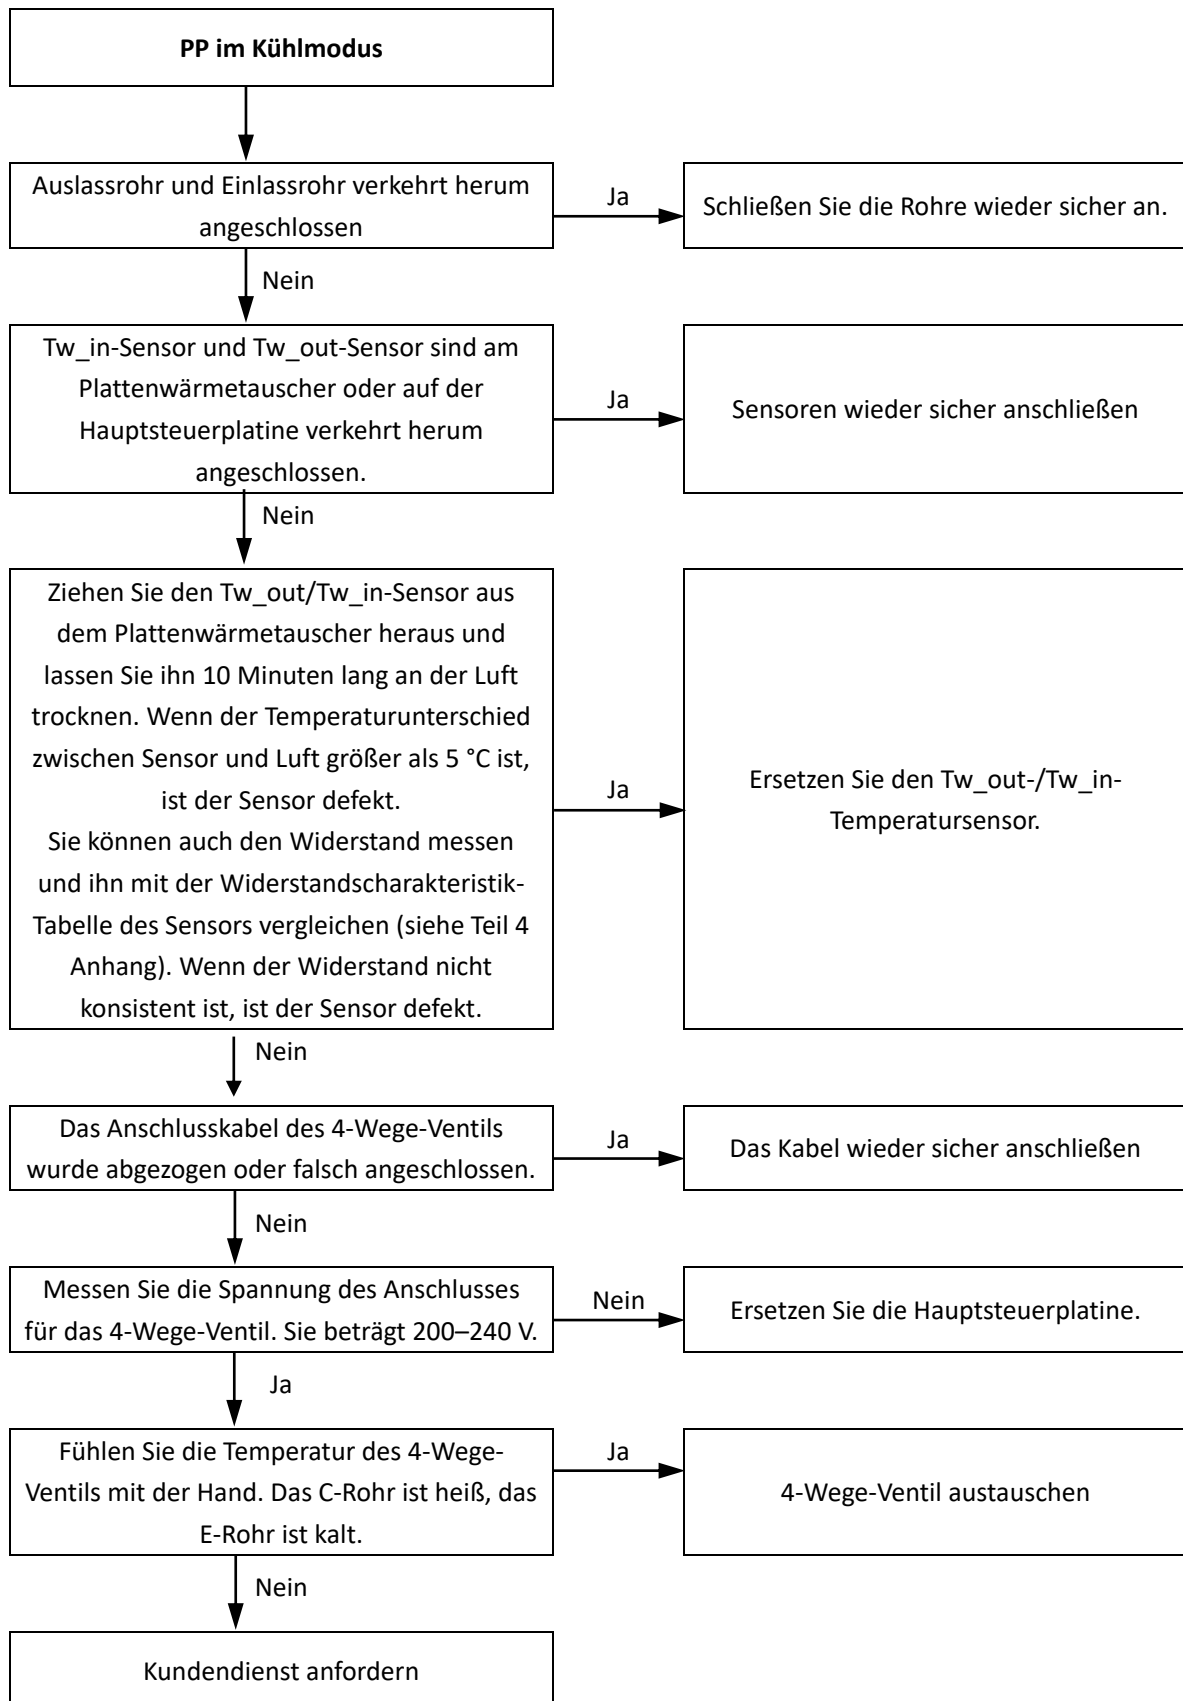 PP im Kühlmodus
Auslassrohr und Einlassrohr verkehrt herum
angeschlossen
Ja
Schließen Sie die Rohre wieder sicher an.
Nein
Tw_in-Sensor und Tw_out-Sensor sind am
Plattenwärmetauscher oder auf der
Hauptsteuerplatine verkehrt herum
angeschlossen.
Ja
Sensoren wieder sicher anschließen
Nein
Ziehen Sie den Tw_out/Tw_in-Sensor aus
dem Plattenwärmetauscher heraus und
lassen Sie ihn 10 Minuten lang an der Luft
trocknen. Wenn der Temperaturunterschied
zwischen Sensor und Luft größer als 5 °C ist,
ist der Sensor defekt.
Sie können auch den Widerstand messen
und ihn mit der Widerstandscharakteristik-
Tabelle des Sensors vergleichen (siehe Teil 4
Anhang). Wenn der Widerstand nicht
konsistent ist, ist der Sensor defekt.
Ja
Ersetzen Sie den Tw_out-/Tw_in-
Temperatursensor.
Nein
Das Anschlusskabel des 4-Wege-Ventils
wurde abgezogen oder falsch angeschlossen.
Ja
Das Kabel wieder sicher anschließen
Nein
Messen Sie die Spannung des Anschlusses
für das 4-Wege-Ventil. Sie beträgt 200–240 V.
Nein
Ersetzen Sie die Hauptsteuerplatine.
Ja
Fühlen Sie die Temperatur des 4-Wege-
Ventils mit der Hand. Das C-Rohr ist heiß, das
E-Rohr ist kalt.
Ja
4-Wege-Ventil austauschen
Nein
Kundendienst anfordern